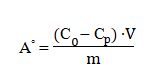 A° = (C₀ – Cₚ) · V / m